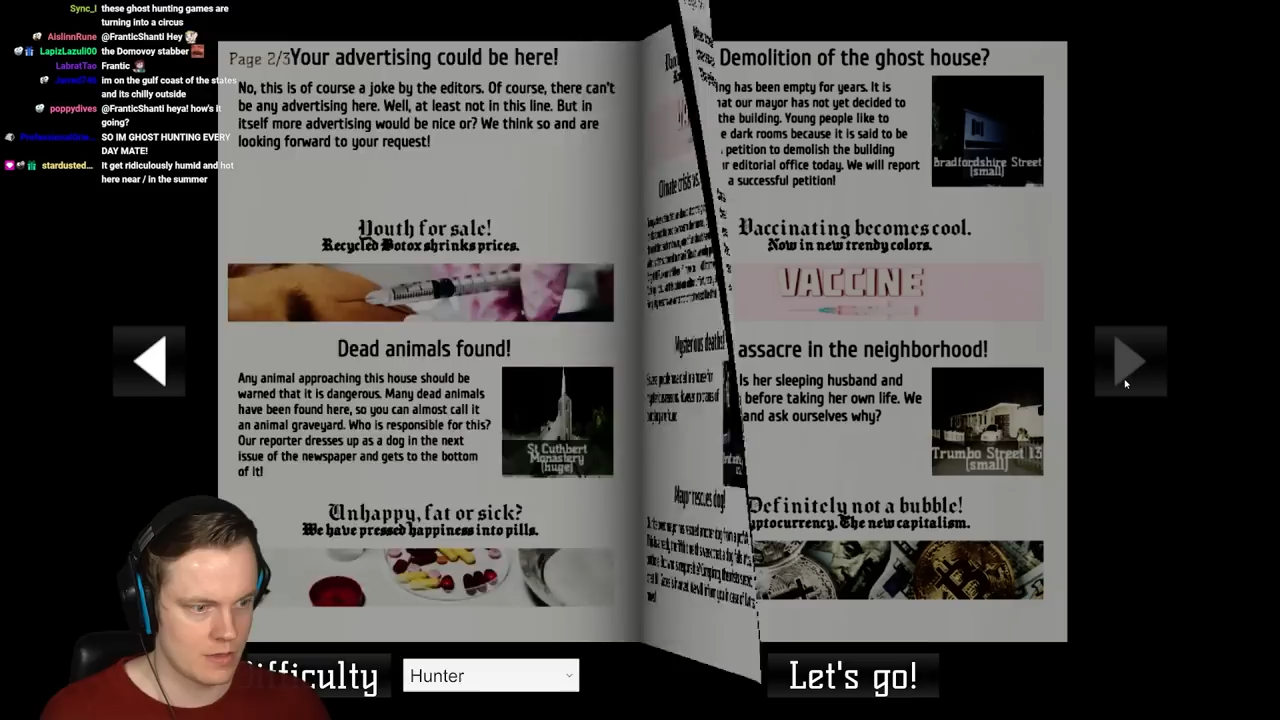 Sync_I these ghost hunting games are
turning into a circus
AislinnRune @FranticShanti Hey
LapizLazuli00 the Domovoy stabber
LabratTao Frantic
im on the gulf coast of the states
and its chilly outside
poppydives @FranticShanti heya! how's it
going?
SO IM GHOST HUNTING EVERY
DAY MATE!
stardusted... It get ridiculously humid and hot
here near / in the summer
Page 2/3
Your advertising could be here!
No, this is of course a joke by the editors. Of course, there can't
be any advertising here. Well, at least not in this line. But in
itself more advertising would be nice or? We think so and are
looking forward to your request!
Youth for sale!
Recycled Botox shrinks prices.
Dead animals found!
Any animal approaching this house should be
warned that it is dangerous. Many dead animals
have been found here, so you can almost call it
an animal graveyard. Who is responsible for this?
Our reporter dresses up as a dog in the next
issue of the newspaper and gets to the bottom
of it!
St Cuthbert
Monastery
(huge)
Unhappy, fat or sick?
We have pressed happiness into pills.
Climate crisis
Mysterious deaths!
Mayor rescues dog!
Demolition of the ghost house?
ing has been empty for years. It is
hat our mayor has not yet decided to
the building. Young people like to
e dark rooms because it is said to be
petition to demolish the building
r editorial office today. We will report
a successful petition!
Bradfordshire Street
(small)
Vaccinating becomes cool.
Now in new trendy colors.
VACCINE
assacre in the neighborhood!
ls her sleeping husband and
before taking her own life. We
and ask ourselves why?
Trumbo Street 13
(small)
Definitely not a bubble!
yptocurrency. The new capitalism.
Difficulty
Hunter
Let's go!